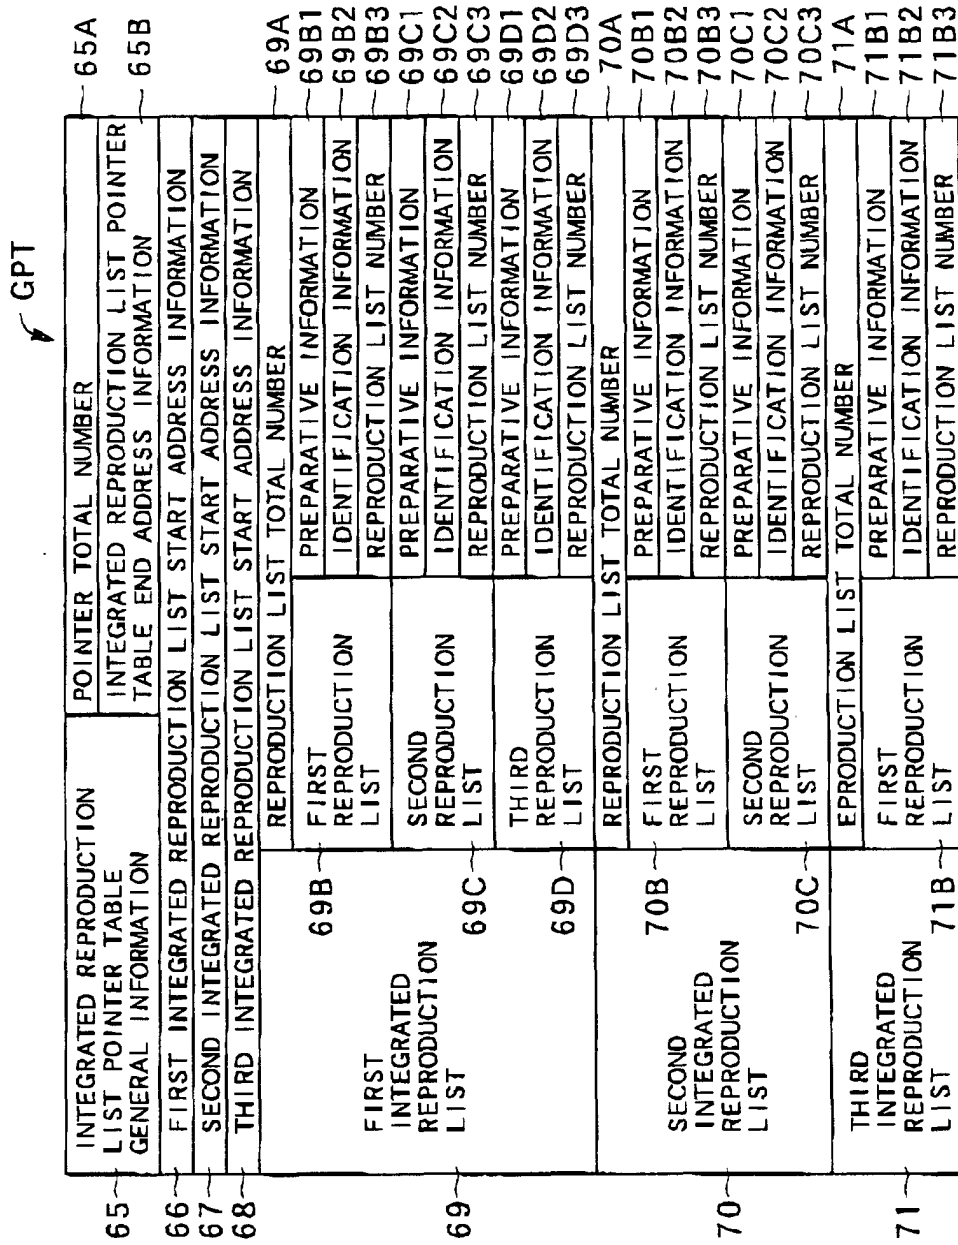 GPT
65
INTEGRATED REPRODUCTION
LIST POINTER TABLE
GENERAL INFORMATION
POINTER TOTAL NUMBER
65A
INTEGRATED REPRODUCTION LIST POINTER
TABLE END ADDRESS INFORMATION
65B
66
FIRST INTEGRATED REPRODUCTION LIST START ADDRESS INFORMATION
67
SECOND INTEGRATED REPRODUCTION LIST START ADDRESS INFORMATION
68
THIRD INTEGRATED REPRODUCTION LIST START ADDRESS INFORMATION
69
FIRST
INTEGRATED
REPRODUCTION
LIST
REPRODUCTION LIST TOTAL NUMBER
69A
69B
FIRST
REPRODUCTION
LIST
PREPARATIVE INFORMATION
69B1
IDENTIFICATION INFORMATION
69B2
REPRODUCTION LIST NUMBER
69B3
69C
SECOND
REPRODUCTION
LIST
PREPARATIVE INFORMATION
69C1
IDENTIFICATION INFORMATION
69C2
REPRODUCTION LIST NUMBER
69C3
69D
THIRD
REPRODUCTION
LIST
PREPARATIVE INFORMATION
69D1
IDENTIFICATION INFORMATION
69D2
REPRODUCTION LIST NUMBER
69D3
70
SECOND
INTEGRATED
REPRODUCTION
LIST
REPRODUCTION LIST TOTAL NUMBER
70A
70B
FIRST
REPRODUCTION
LIST
PREPARATIVE INFORMATION
70B1
IDENTIFICATION INFORMATION
70B2
REPRODUCTION LIST NUMBER
70B3
70C
SECOND
REPRODUCTION
LIST
PREPARATIVE INFORMATION
70C1
IDENTIFICATION INFORMATION
70C2
REPRODUCTION LIST NUMBER
70C3
71
THIRD
INTEGRATED
REPRODUCTION
LIST
EPRODUCTION LIST TOTAL NUMBER
71A
71B
FIRST
REPRODUCTION
LIST
PREPARATIVE INFORMATION
71B1
IDENTIFICATION INFORMATION
71B2
REPRODUCTION LIST NUMBER
71B3